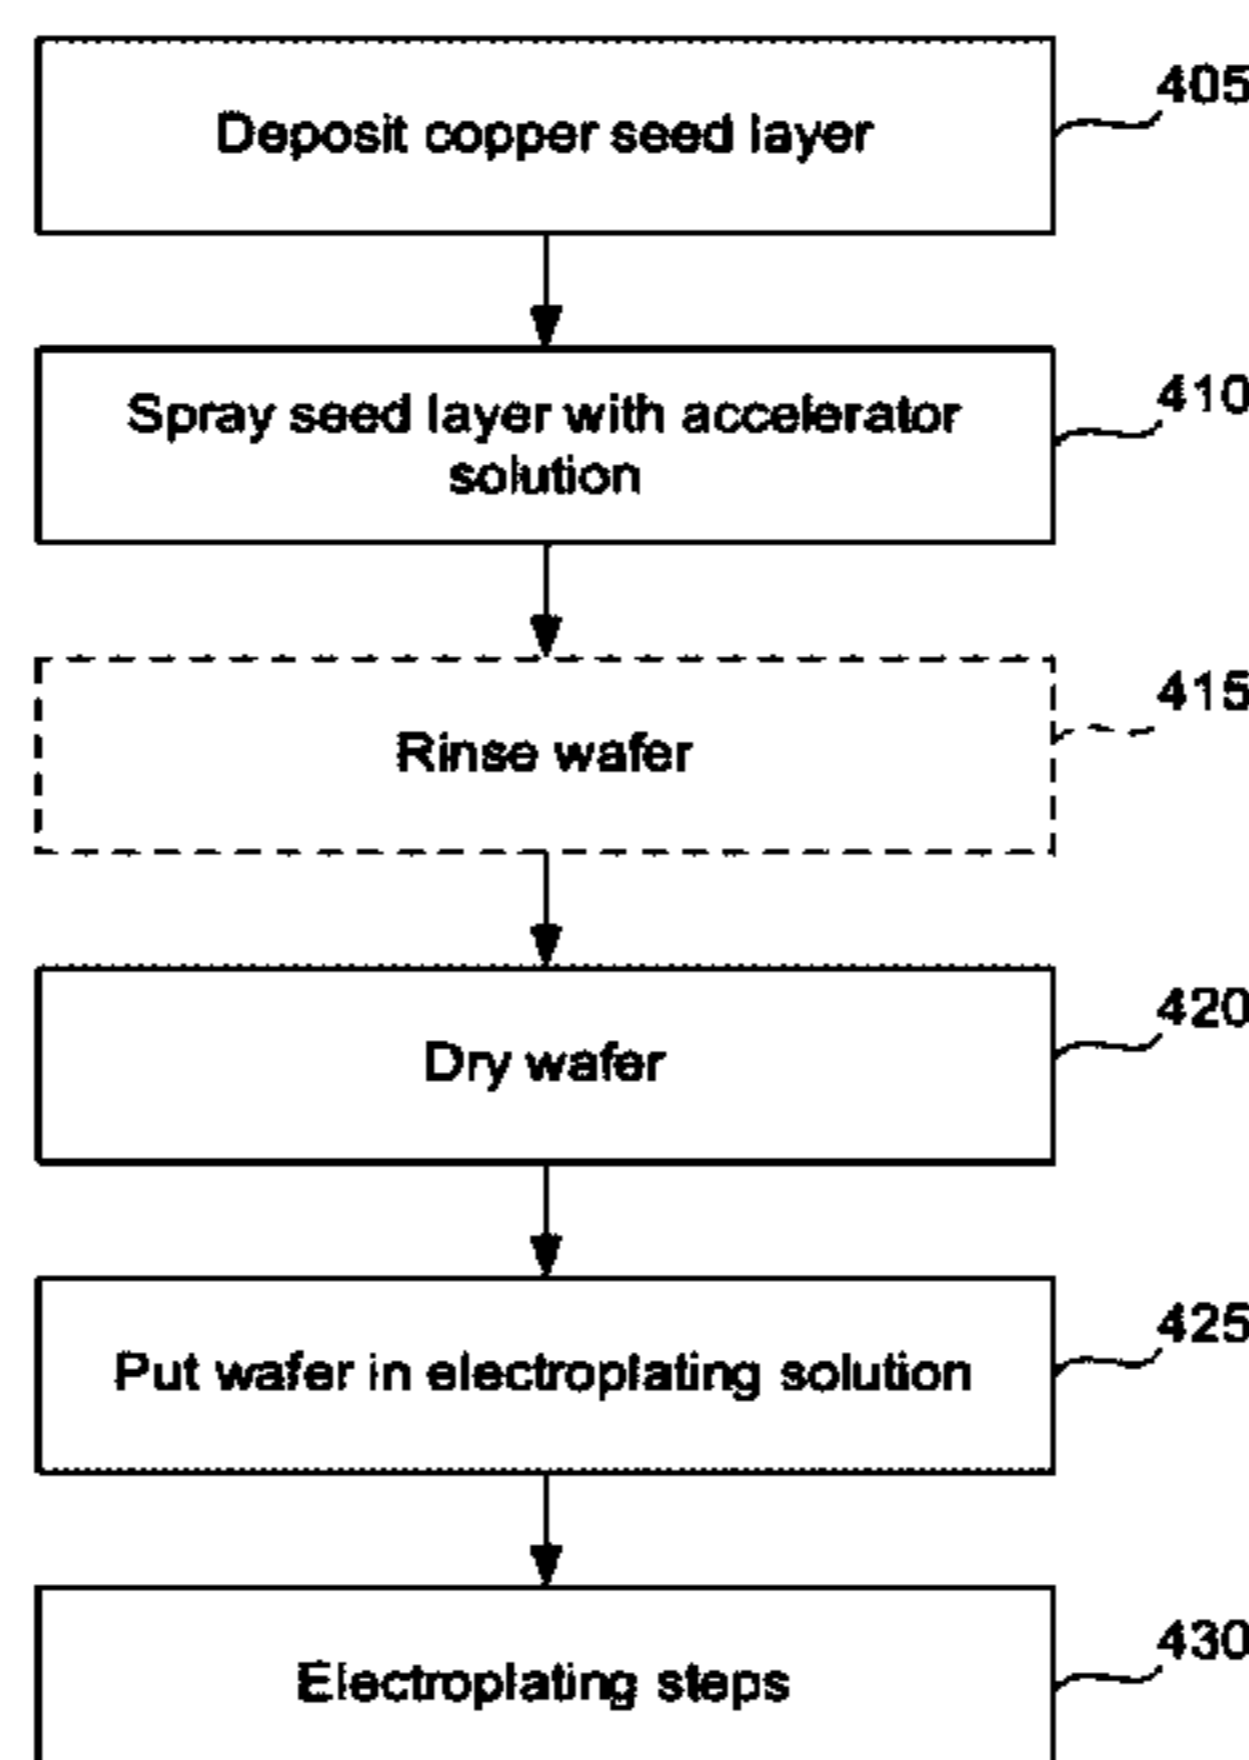 Deposit copper seed layer
405
Spray seed layer with accelerator
solution
410
Rinse wafer
415
Dry wafer
420
Put wafer in electroplating solution
425
Electroplating steps
430